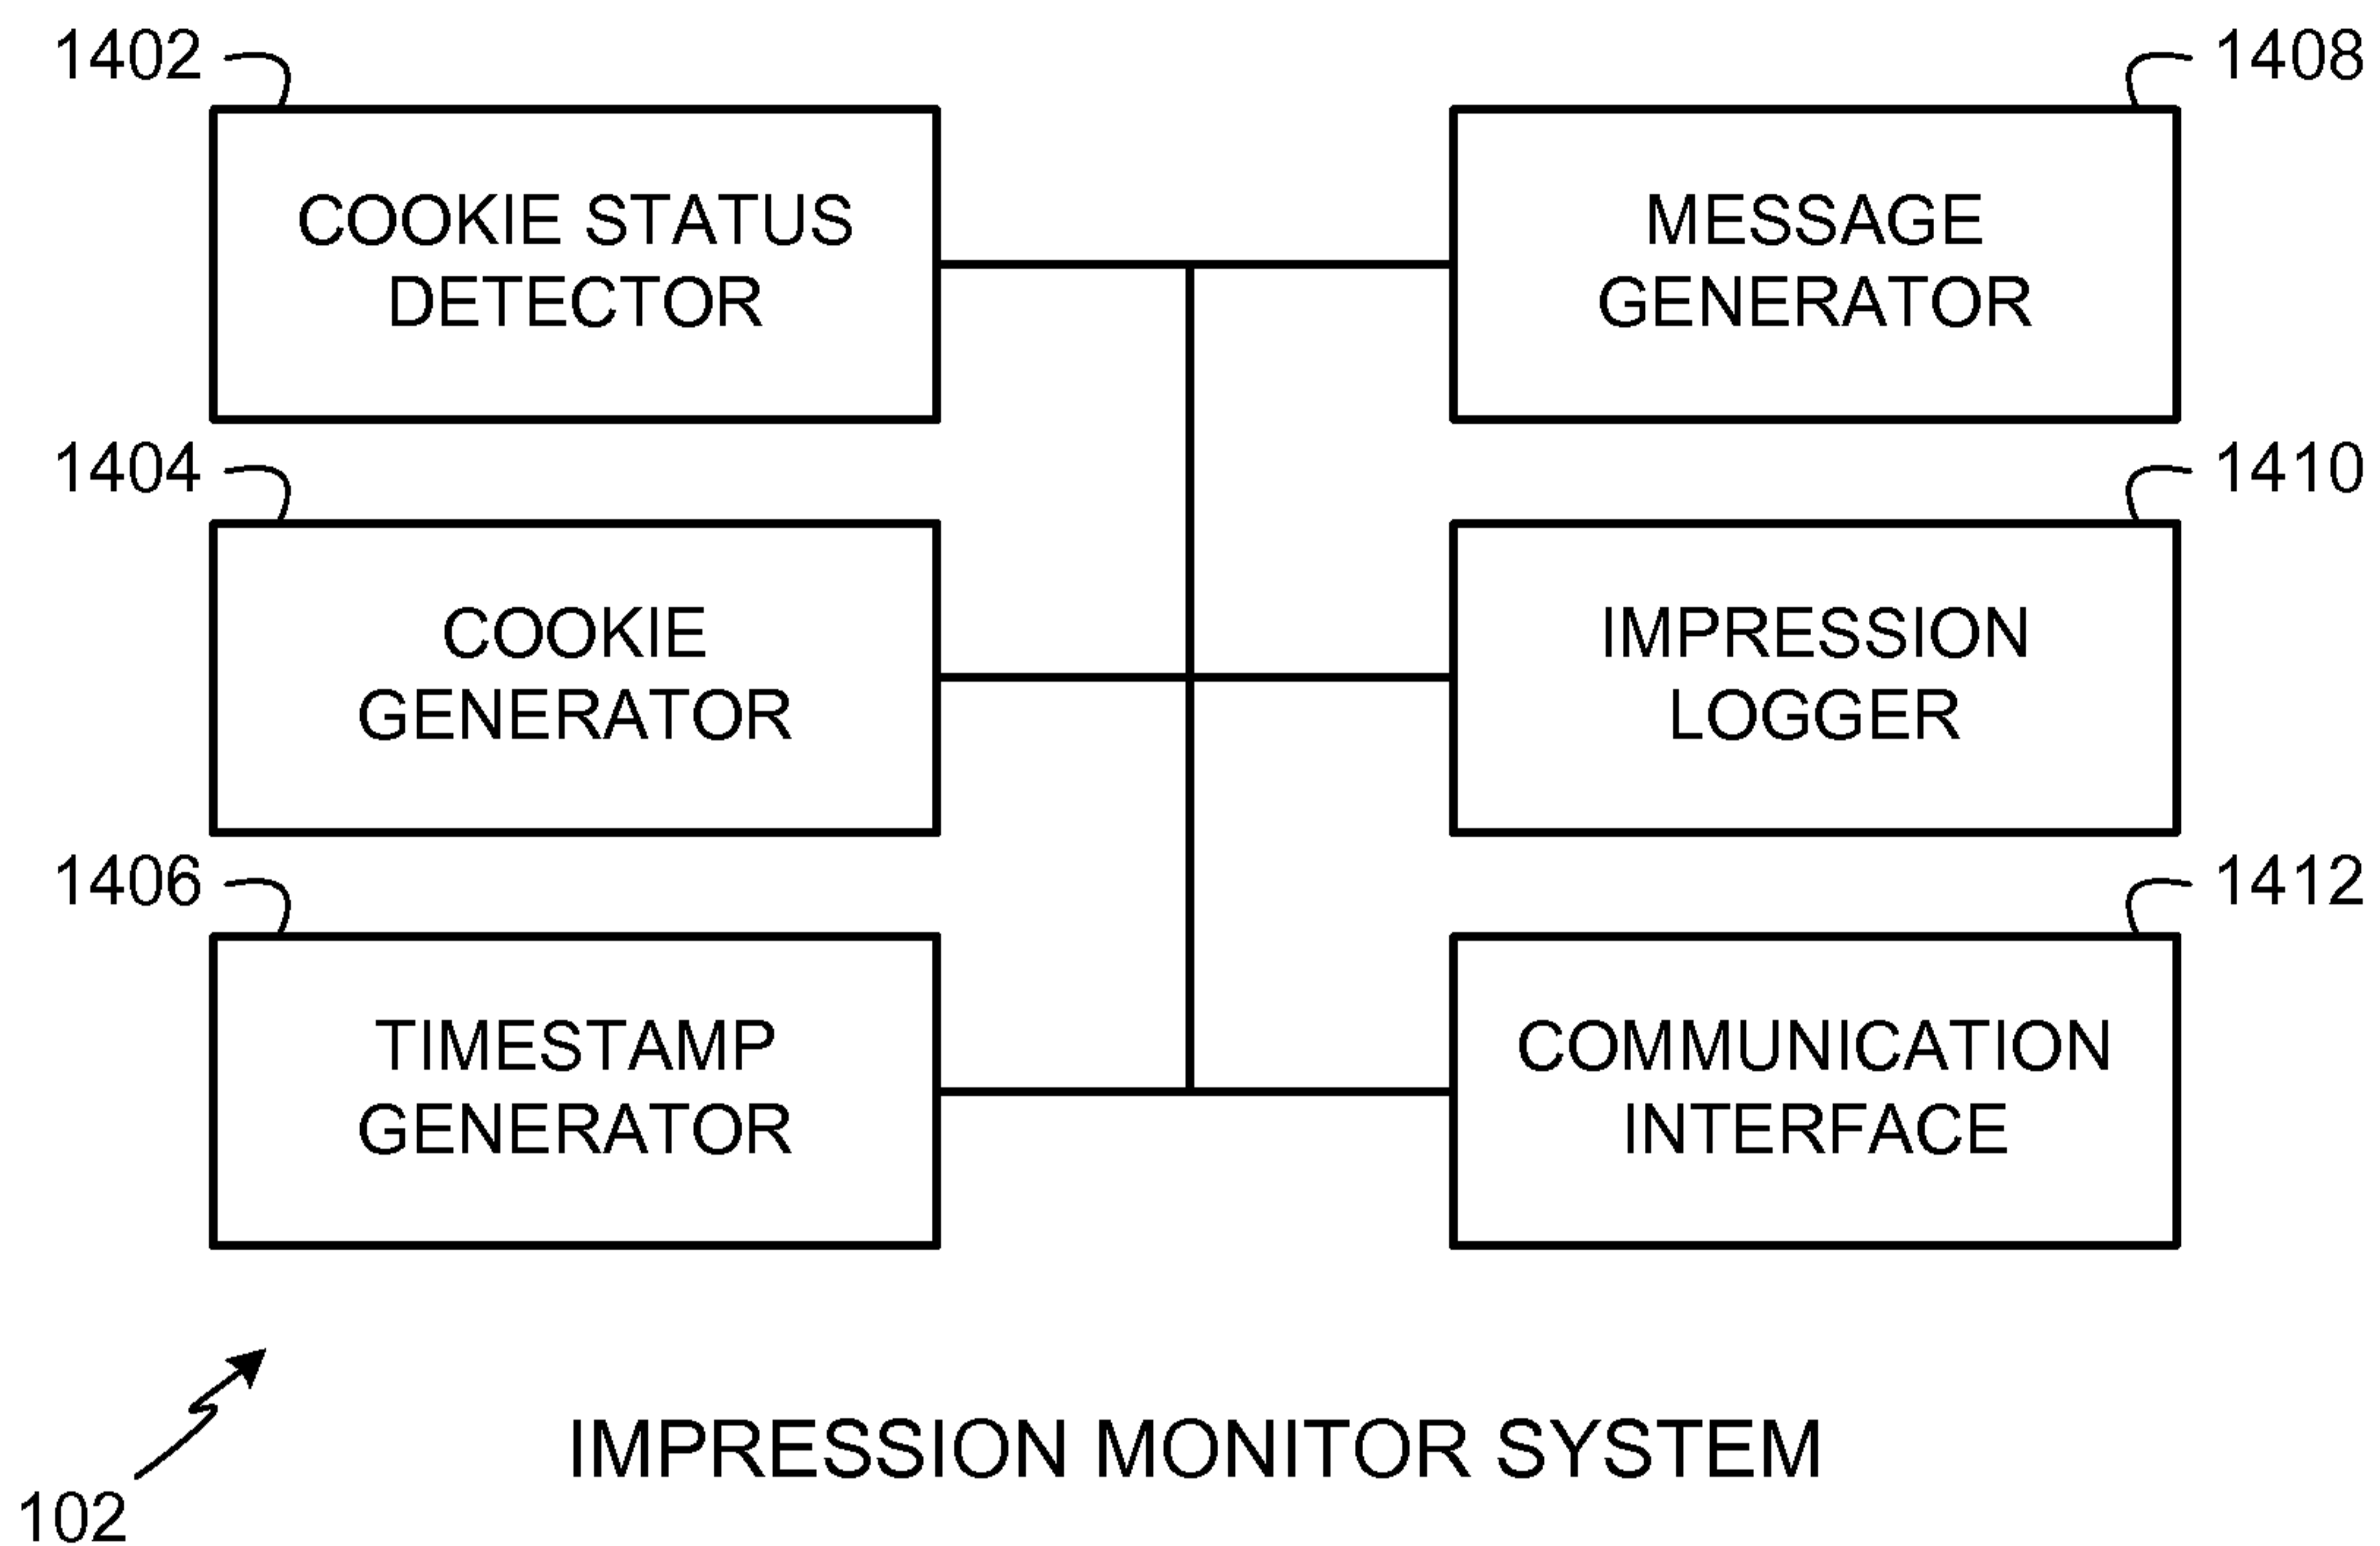 1402
COOKIE STATUS
DETECTOR
1408
MESSAGE
GENERATOR
1404
COOKIE
GENERATOR
1410
IMPRESSION
LOGGER
1406
TIMESTAMP
GENERATOR
1412
COMMUNICATION
INTERFACE
102
IMPRESSION MONITOR SYSTEM